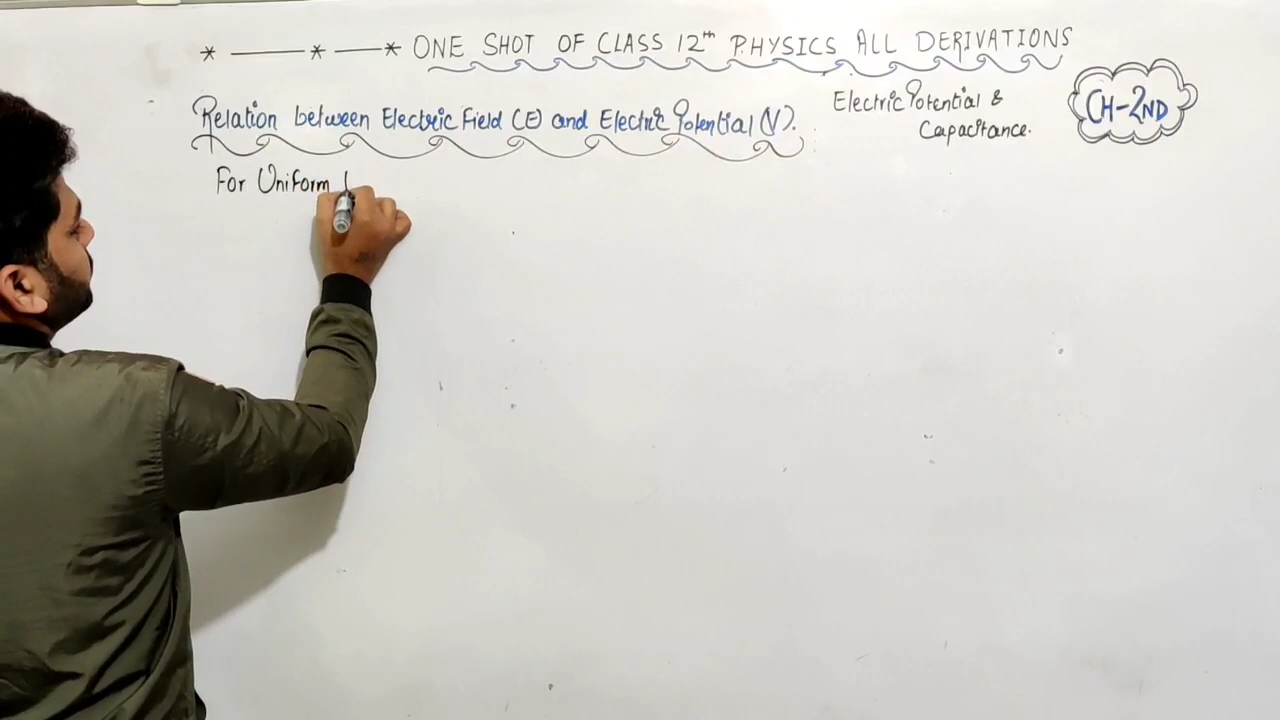 * ——— * —— * ONE SHOT OF CLASS 12th PHYSICS ALL DERIVATIONS
Relation between Electric Field (E) and Electric Potential (V).
Electric Potential &
Capacitance.
CH-2ND
For Uniform